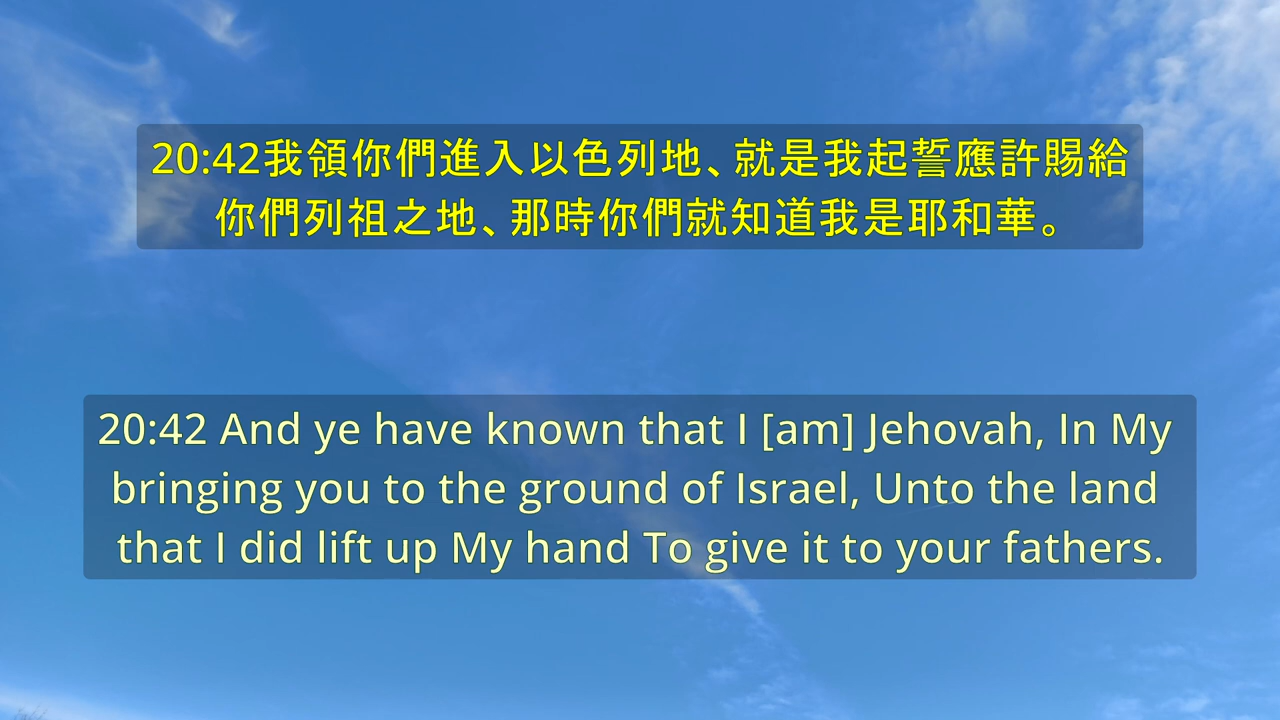 20:42我領你們進入以色列地、就是我起誓應許賜給
你們列祖之地、那時你們就知道我是耶和華。
20:42 And ye have known that I [am] Jehovah, In My
bringing you to the ground of Israel, Unto the land
that I did lift up My hand To give it to your fathers.